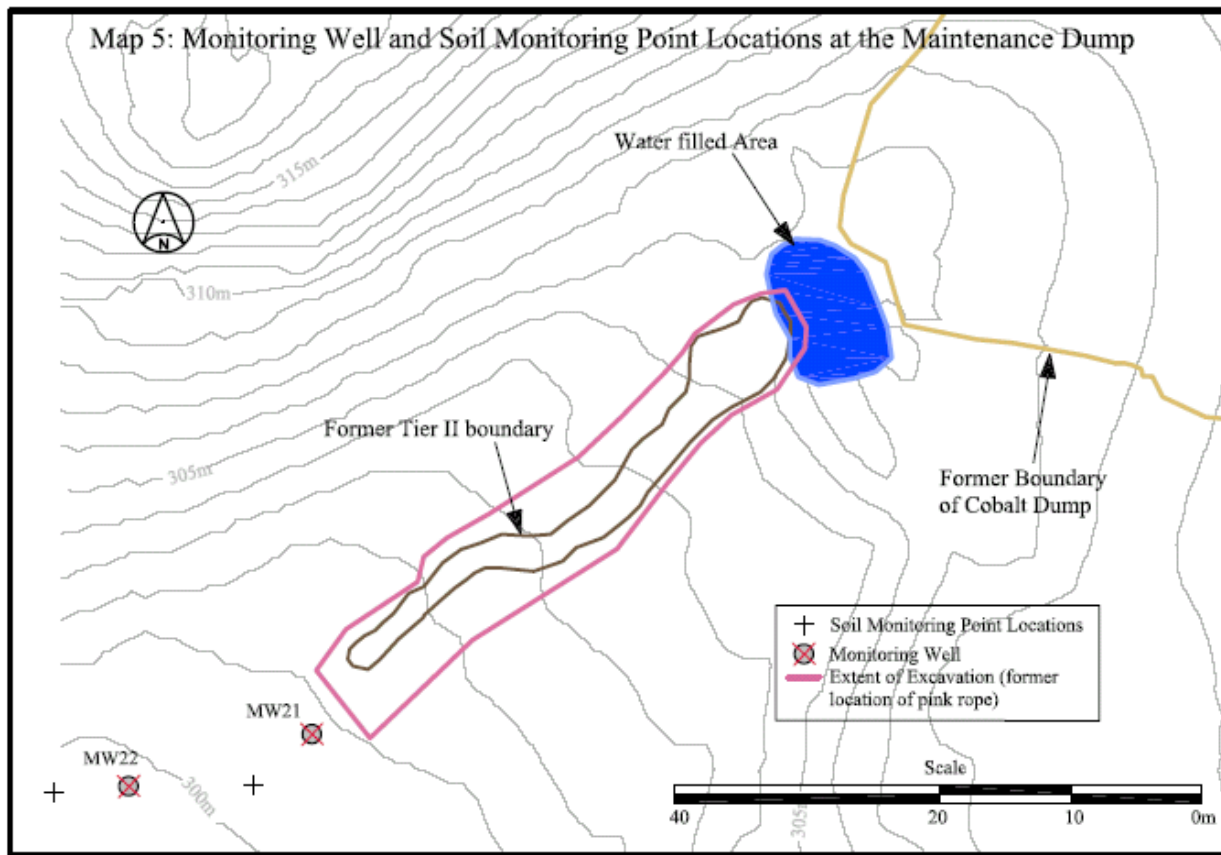 Map 5: Monitoring Well and Soil Monitoring Point Locations at the Maintenance Dump
Water filled Area
315m
N
310m
Former Tier II boundary
305m
Former Boundary
of Cobalt Dump
Soil Monitoring Point Locations
Monitoring Well
Extent of Excavation (former
location of pink rope)
MW21
MW22
300m
305m
Scale
40 20 10 0m